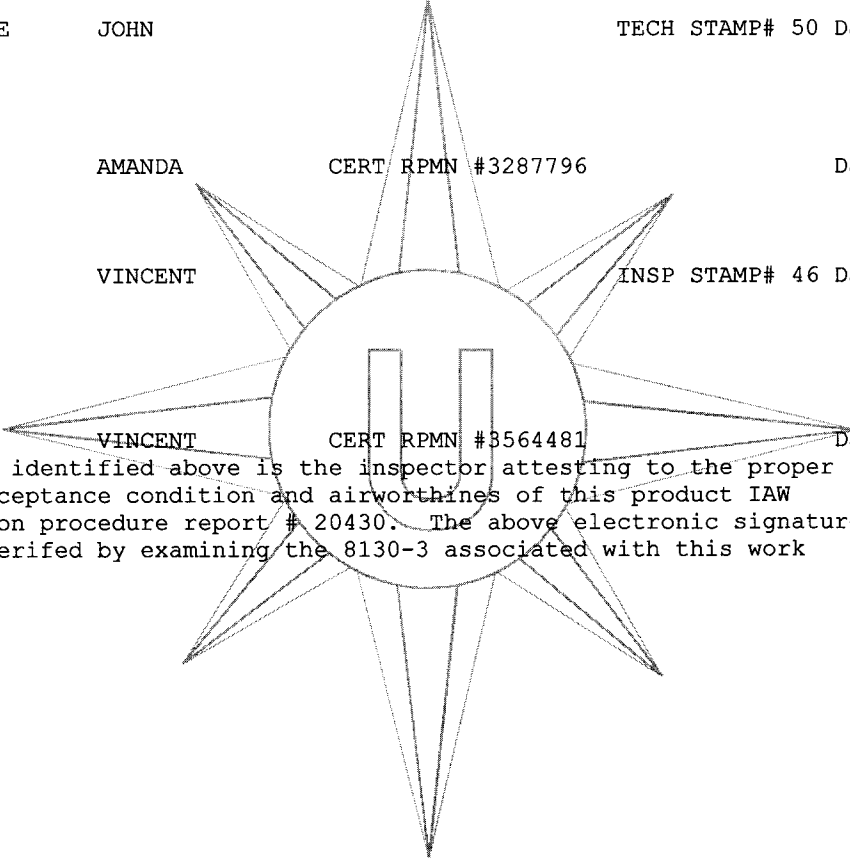 E JOHN TECH STAMP# 50 D
AMANDA CERT RPMN #3287796 D
VINCENT INSP STAMP# 46 D
U
VINCENT CERT RPMN #3564481 D
identified above is the inspector attesting to the proper
ceptance condition and airworthines of this product IAW
on procedure report # 20430. The above electronic signatur
erifed by examining the 8130-3 associated with this work